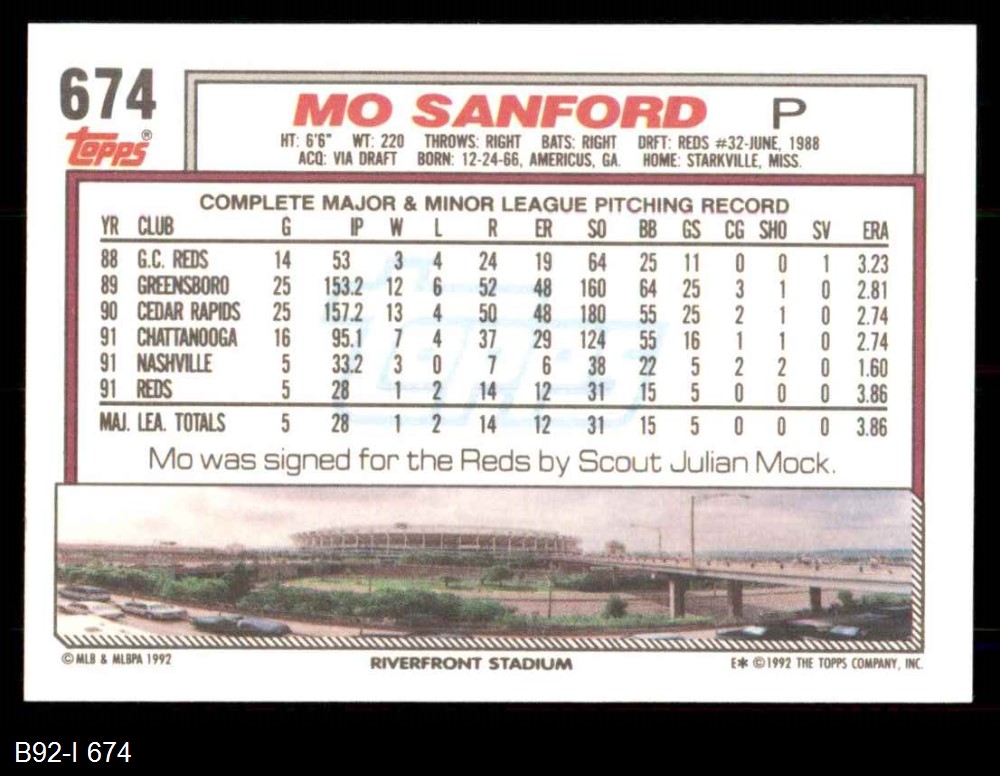 674
Topps®
MO SANFORD P
HT: 6'6" WT: 220 THROWS: RIGHT BATS: RIGHT DRFT: REDS #32-JUNE, 1988
ACQ: VIA DRAFT BORN: 12-24-66, AMERICUS, GA. HOME: STARKVILLE, MISS.
COMPLETE MAJOR & MINOR LEAGUE PITCHING RECORD
YR CLUB G IP W L R ER SO BB GS CG SHO SV ERA
88 G.C. REDS 14 53 3 4 24 19 64 25 11 0 0 1 3.23
89 GREENSBORO 25 153.2 12 6 52 48 160 64 25 3 1 0 2.81
90 CEDAR RAPIDS 25 157.2 13 4 50 48 180 55 25 2 1 0 2.74
91 CHATTANOOGA 16 95.1 7 4 37 29 124 55 16 1 1 0 2.74
91 NASHVILLE 5 33.2 3 0 7 6 38 22 5 2 2 0 1.60
91 REDS 5 28 1 2 14 12 31 15 5 0 0 0 3.86
MAJ. LEA. TOTALS 5 28 1 2 14 12 31 15 5 0 0 0 3.86
Topps
Mo was signed for the Reds by Scout Julian Mock.
© MLB & MLBPA 1992 RIVERFRONT STADIUM E* © 1992 THE TOPPS COMPANY, INC.
B92-I 674